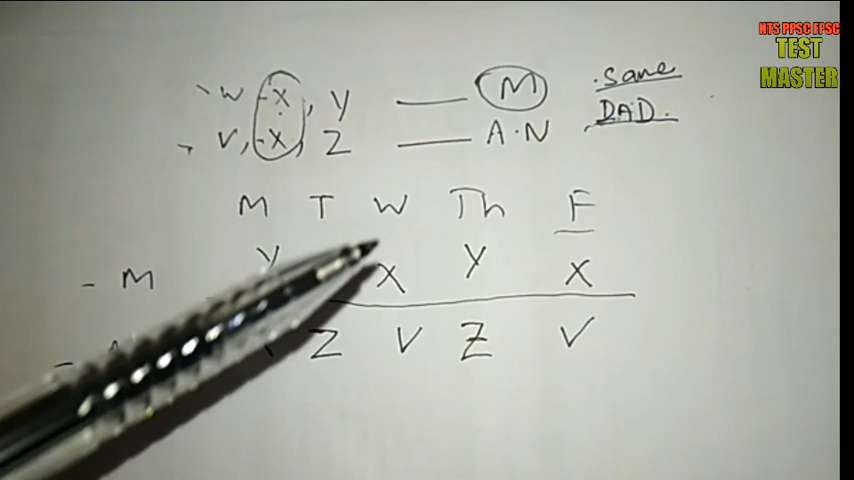 NTS PPSC FPSC
TEST
MASTER
W - X, Y — M
V, - X, Z — A.N
. same
, DAD.
M T W Th F
- M Y X Y X
- Z V Z V